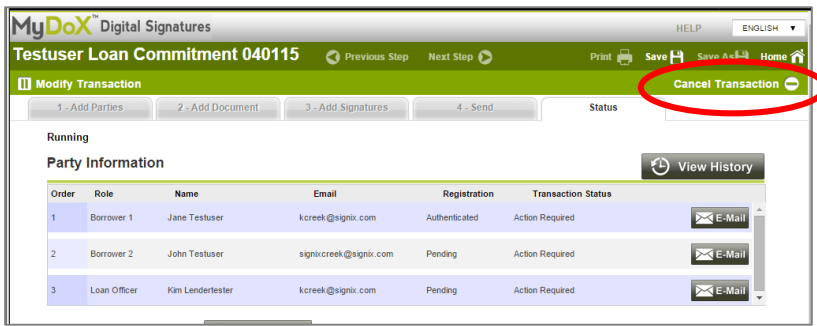 MyDoX™ Digital Signatures HELP ENGLISH
Testuser Loan Commitment 040115 Previous Step Next Step Print Save Save As Home
Modify Transaction Cancel Transaction
1 - Add Parties 2 - Add Document 3 - Add Signatures 4 - Send Status
Running
Party Information View History
Order Role Name Email Registration Transaction Status
1 Borrower 1 Jane Testuser kcreek@signix.com Authenticated Action Required E-Mail
2 Borrower 2 John Testuser signixcreek@signix.com Pending Action Required E-Mail
3 Loan Officer Kim Lendertester kcreek@signix.com Pending Action Required E-Mail